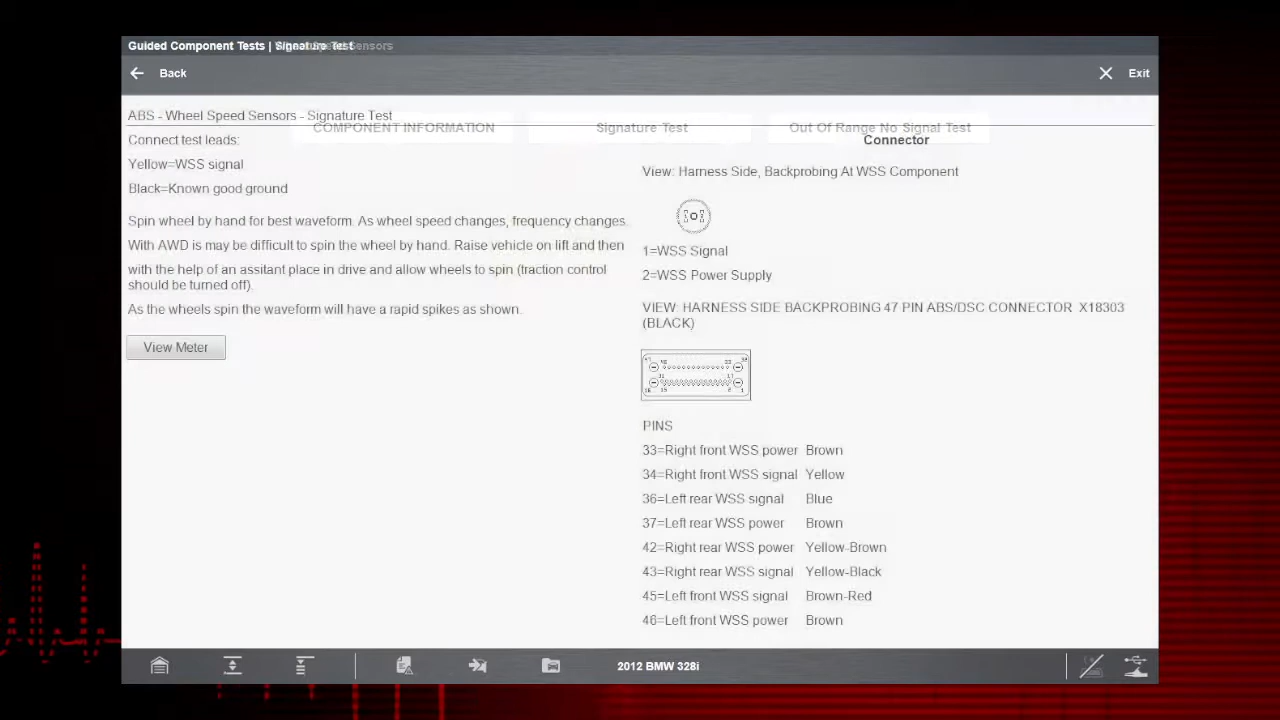 Guided Component Tests | Signature Test
Back
Exit
ABS - Wheel Speed Sensors - Signature Test
COMPONENT INFORMATION
Signature Test
Out Of Range No Signal Test
Connect test leads:
Yellow=WSS signal
Black=Known good ground
Spin wheel by hand for best waveform. As wheel speed changes, frequency changes.
With AWD is may be difficult to spin the wheel by hand. Raise vehicle on lift and then
with the help of an assitant place in drive and allow wheels to spin (traction control
should be turned off).
As the wheels spin the waveform will have a rapid spikes as shown.
View Meter
Connector
View: Harness Side, Backprobing At WSS Component
1=WSS Signal
2=WSS Power Supply
VIEW: HARNESS SIDE BACKPROBING 47 PIN ABS/DSC CONNECTOR X18303
(BLACK)
PINS
33=Right front WSS power Brown
34=Right front WSS signal Yellow
36=Left rear WSS signal Blue
37=Left rear WSS power Brown
42=Right rear WSS power Yellow-Brown
43=Right rear WSS signal Yellow-Black
45=Left front WSS signal Brown-Red
46=Left front WSS power Brown
2012 BMW 328i